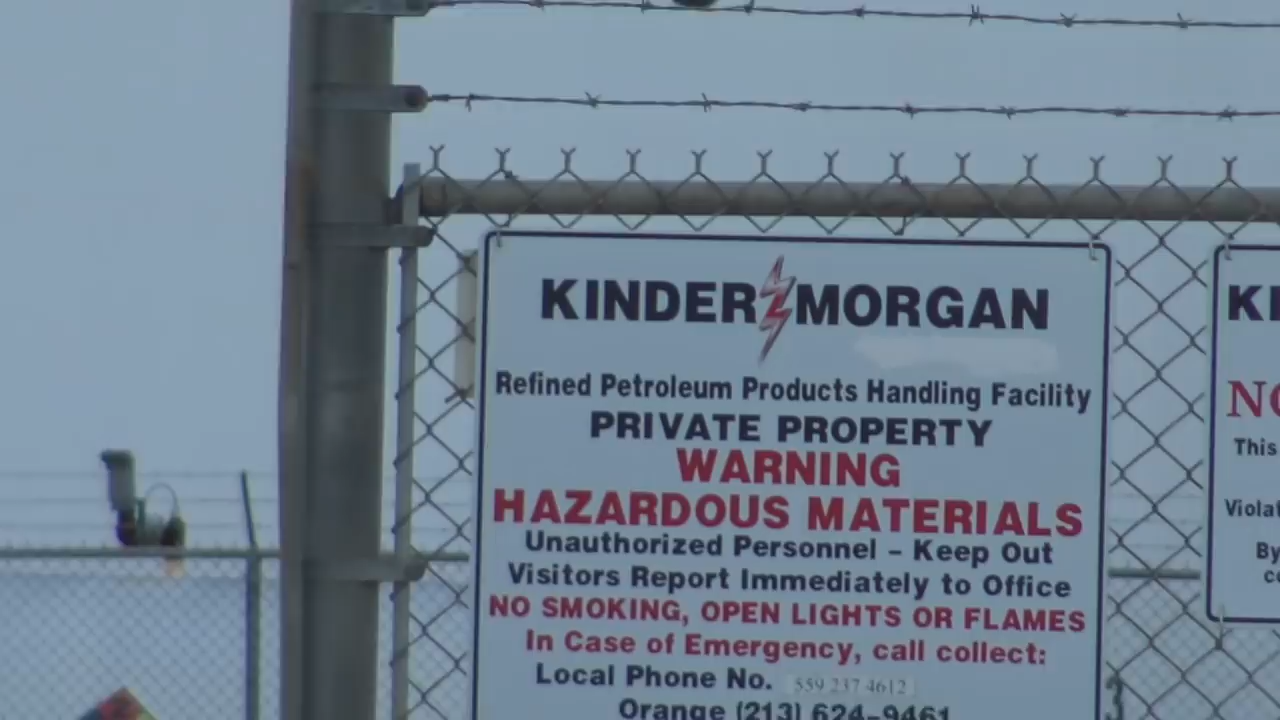 KINDER MORGAN
Refined Petroleum Products Handling Facility
PRIVATE PROPERTY
WARNING
HAZARDOUS MATERIALS
Unauthorized Personnel – Keep Out
Visitors Report Immediately to Office
NO SMOKING, OPEN LIGHTS OR FLAMES
In Case of Emergency, call collect:
Local Phone No. 559 237 4612
Orange (213) 624-9461
This
By